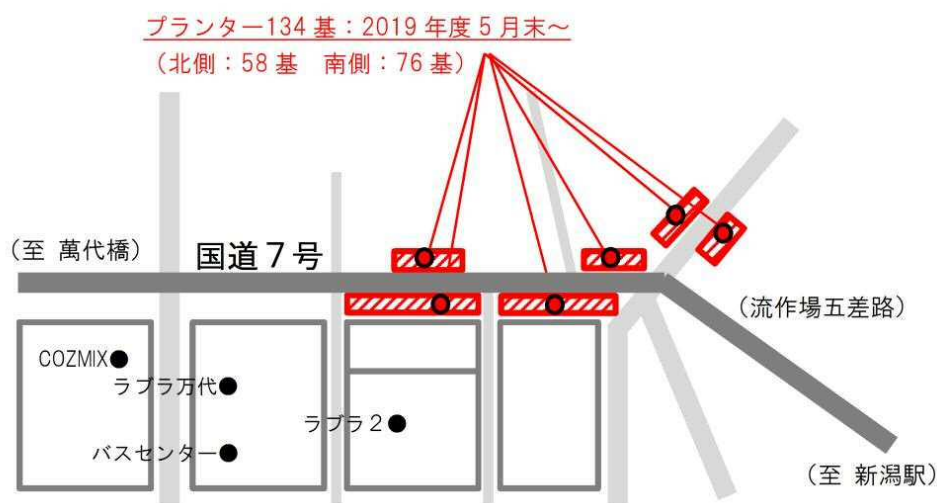 プランター134基：2019年度5月末～
（北側：58基　南側：76基）
（至 萬代橋）
国道７号
（流作場五差路）
COZMIX
ラブラ万代
ラブラ２
バスセンター
（至 新潟駅）